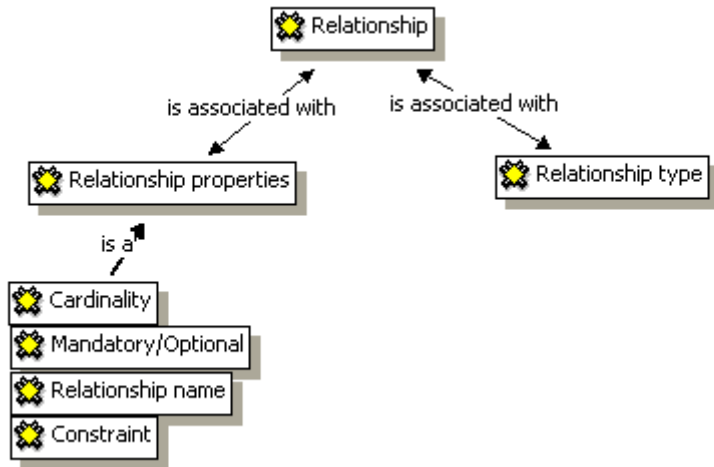 Relationship
is associated with
is associated with
Relationship properties
Relationship type
is a
Cardinality
Mandatory/Optional
Relationship name
Constraint